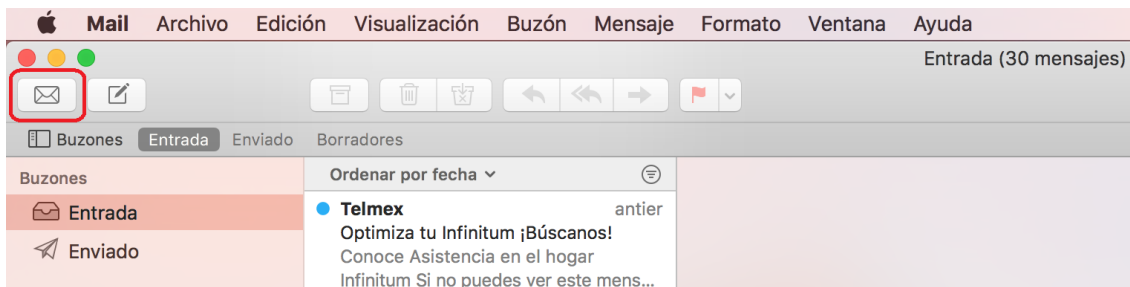 Mail Archivo Edición Visualización Buzón Mensaje Formato Ventana Ayuda
Entrada (30 mensajes)
Buzones Entrada Enviado Borradores
Buzones
Entrada
Enviado
Ordenar por fecha
Telmex antier
Optimiza tu Infinitum ¡Búscanos!
Conoce Asistencia en el hogar
Infinitum Si no puedes ver este mens...